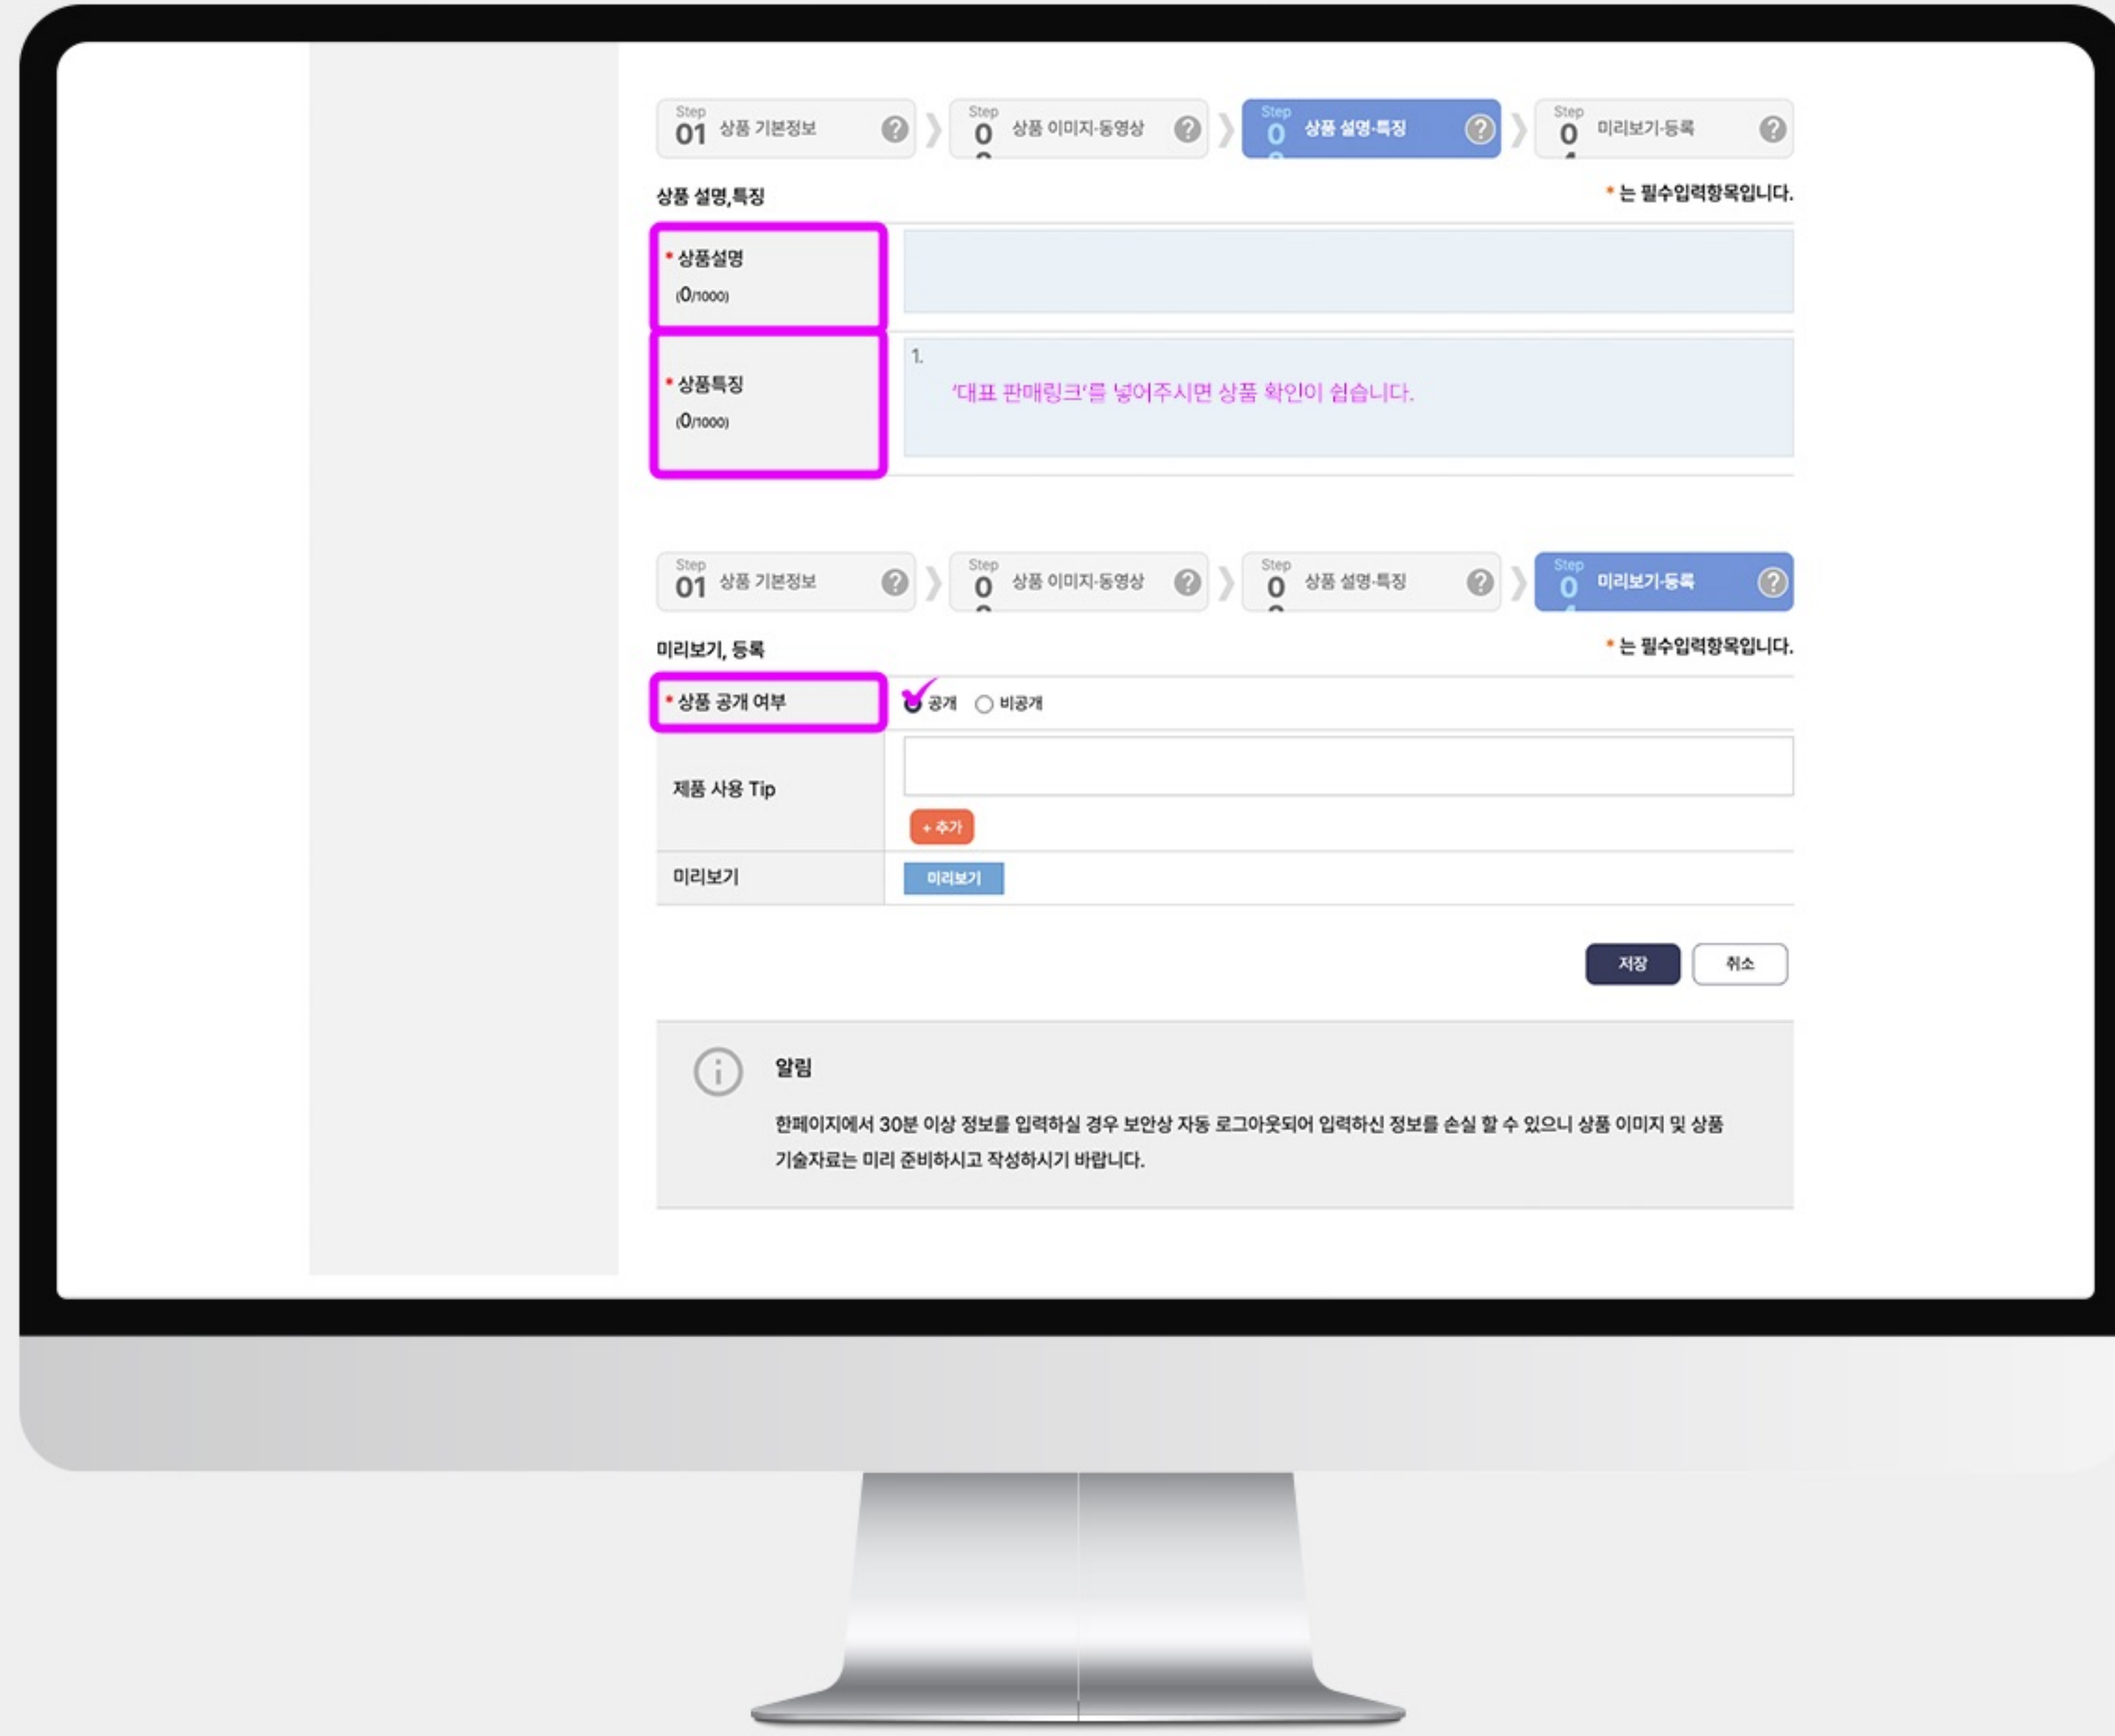 Step
01 상품 기본정보
Step
0 상품 이미지·동영상
Step
0 상품 설명·특징
Step
0 미리보기·등록
상품 설명,특징
* 는 필수입력항목입니다.
* 상품설명
(0/1000)
1.
* 상품특징
'대표 판매링크'를 넣어주시면 상품 확인이 쉽습니다.
(0/1000)
Step
01 상품 기본정보
Step
0 상품 이미지·동영상
Step
0 상품 설명·특징
Step
0 미리보기·등록
미리보기, 등록
* 는 필수입력항목입니다.
* 상품 공개 여부
공개 비공개
제품 사용 Tip
+ 추가
미리보기
미리보기
저장
취소
알림
한페이지에서 30분 이상 정보를 입력하실 경우 보안상 자동 로그아웃되어 입력하신 정보를 손실 할 수 있으니 상품 이미지 및 상품
기술자료는 미리 준비하시고 작성하시기 바랍니다.